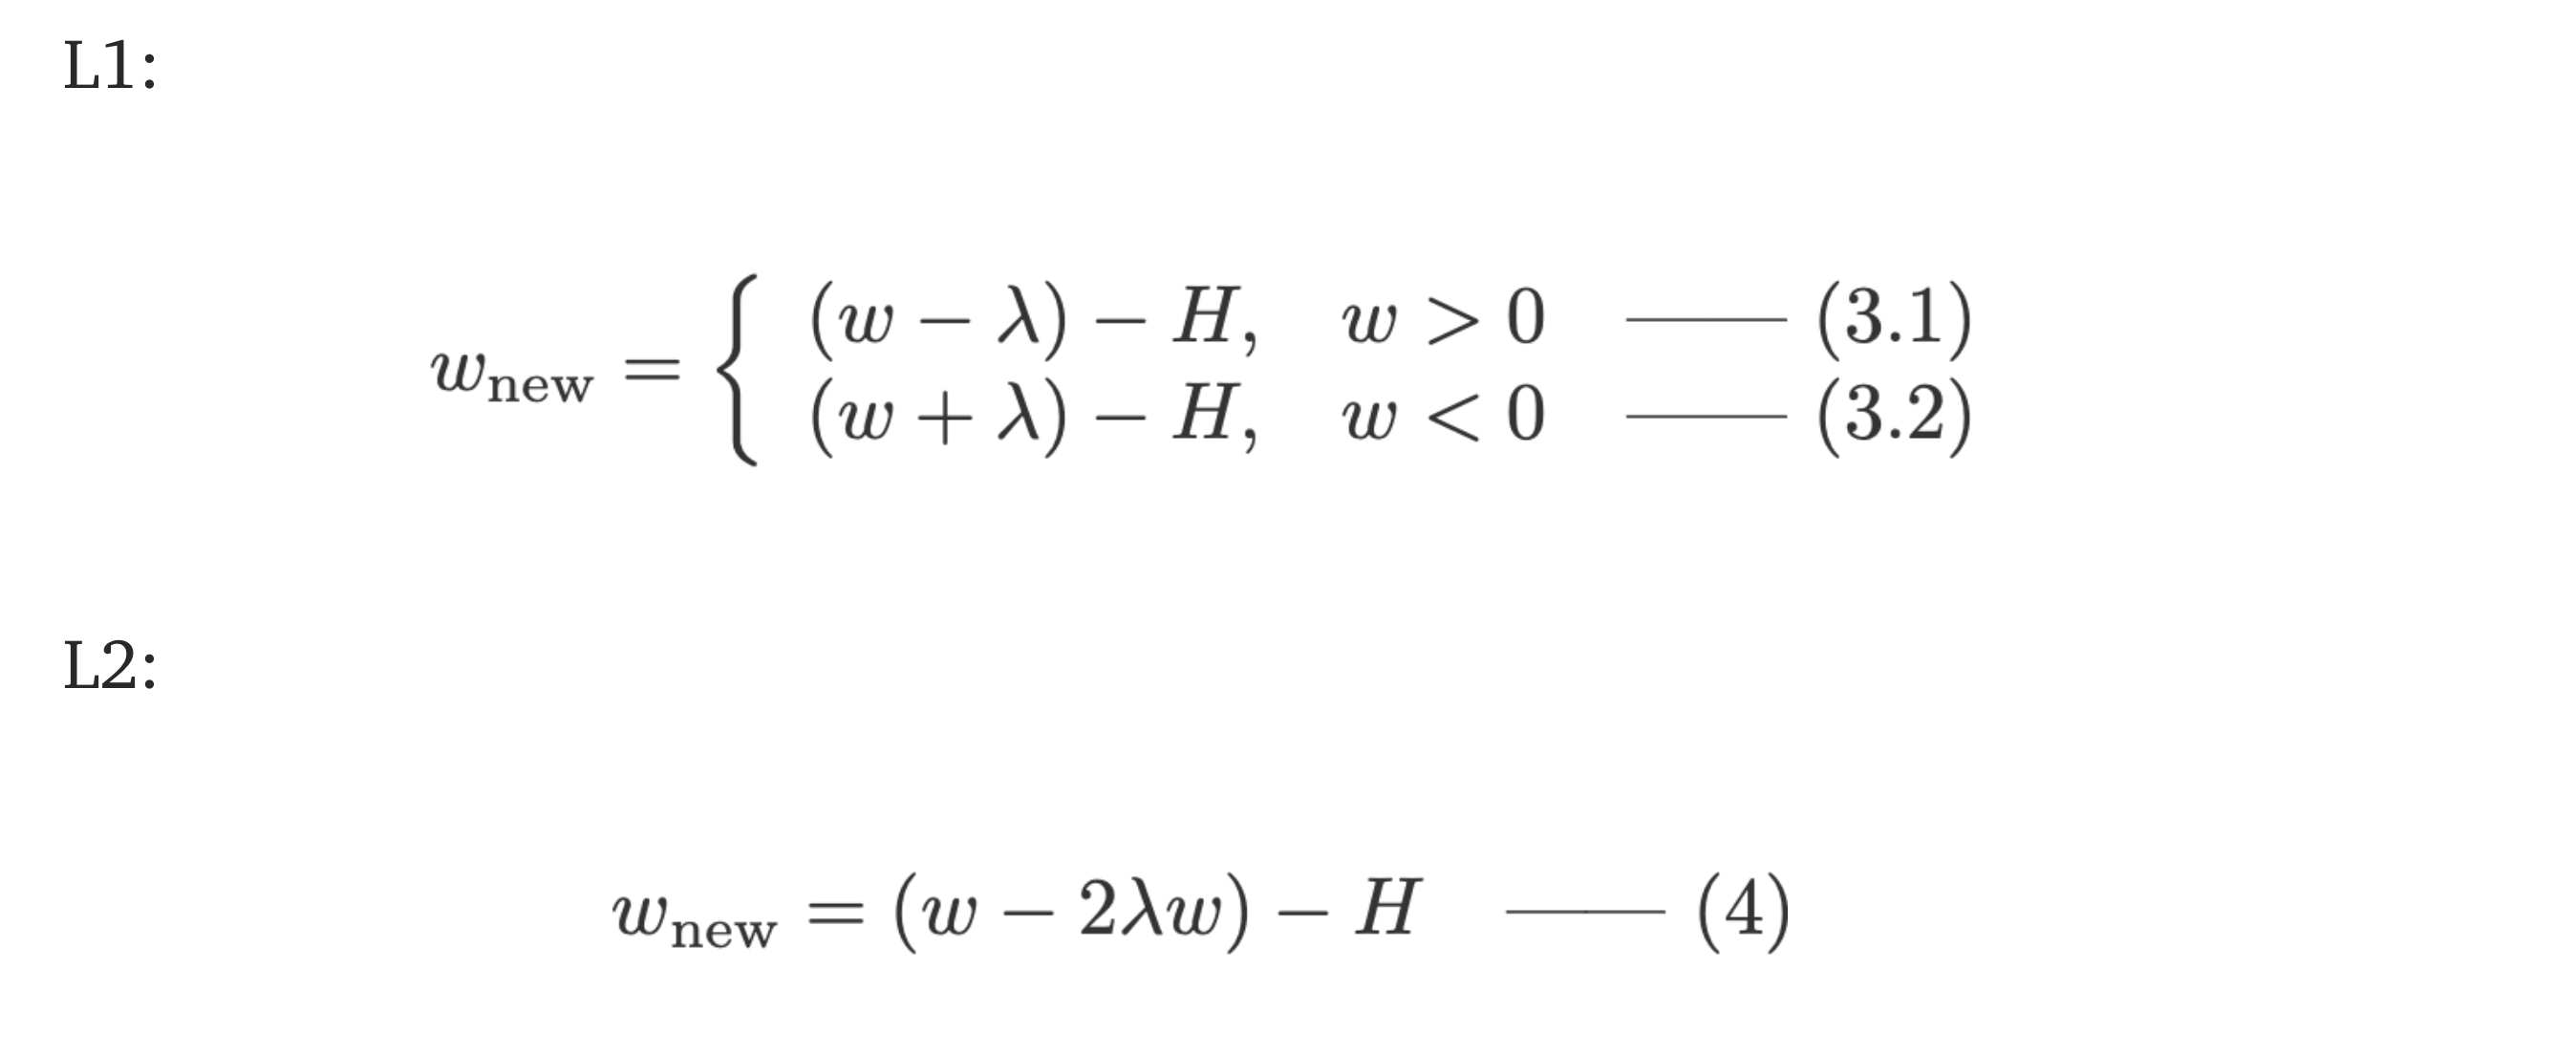 L1:
w_new = { (w − λ) − H, w > 0 —— (3.1)
(w + λ) − H, w < 0 —— (3.2)
L2:
w_new = (w − 2λw) − H —— (4)